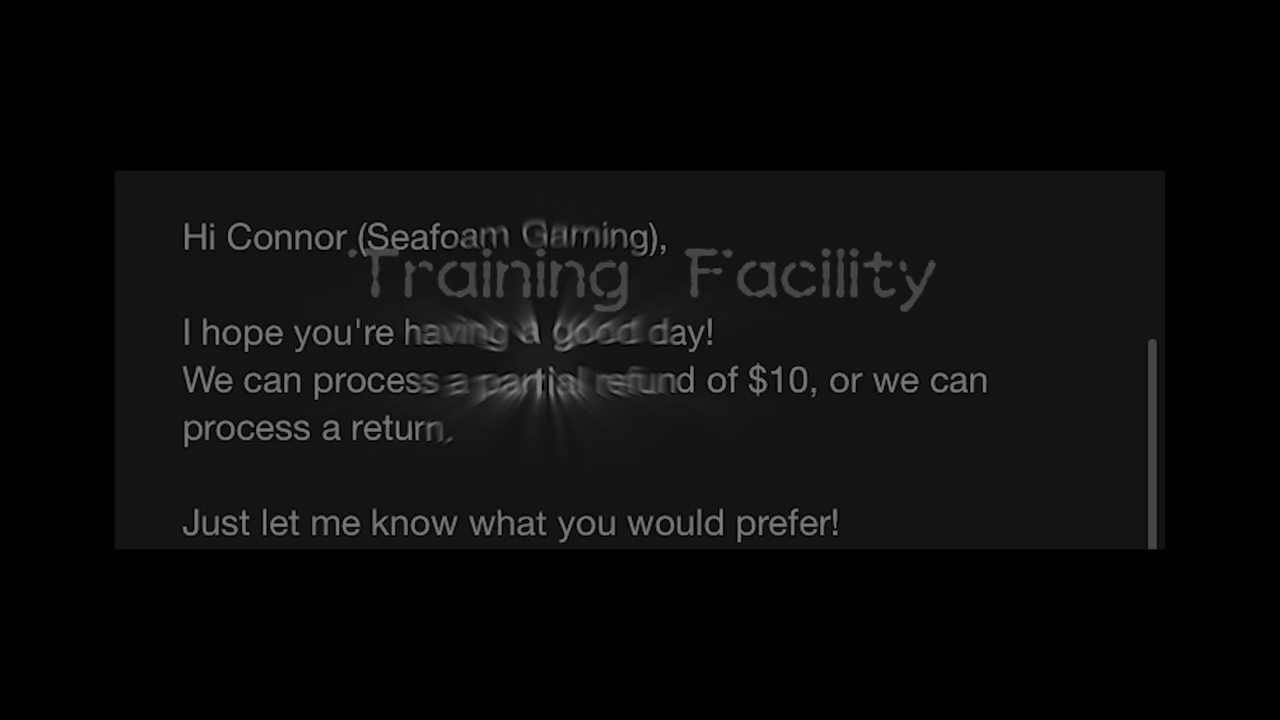 Hi Connor (Seafoam Gaming),
Training Facility
I hope you're having a good day!
We can process a partial refund of $10, or we can
process a return.
Just let me know what you would prefer!